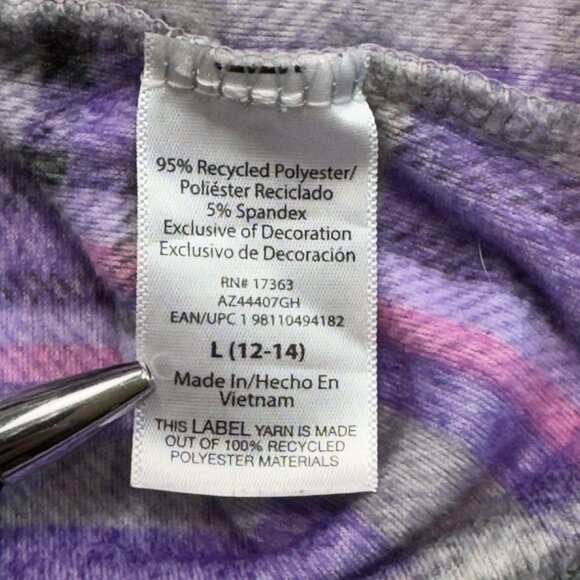 95% Recycled Polyester/
Poliéster Reciclado
5% Spandex
Exclusive of Decoration
Exclusivo de Decoración
RN# 17363
AZ44407GH
EAN/UPC 1 98110494182
L (12-14)
Made In/Hecho En
Vietnam
THIS LABEL YARN IS MADE
OUT OF 100% RECYCLED
POLYESTER MATERIALS